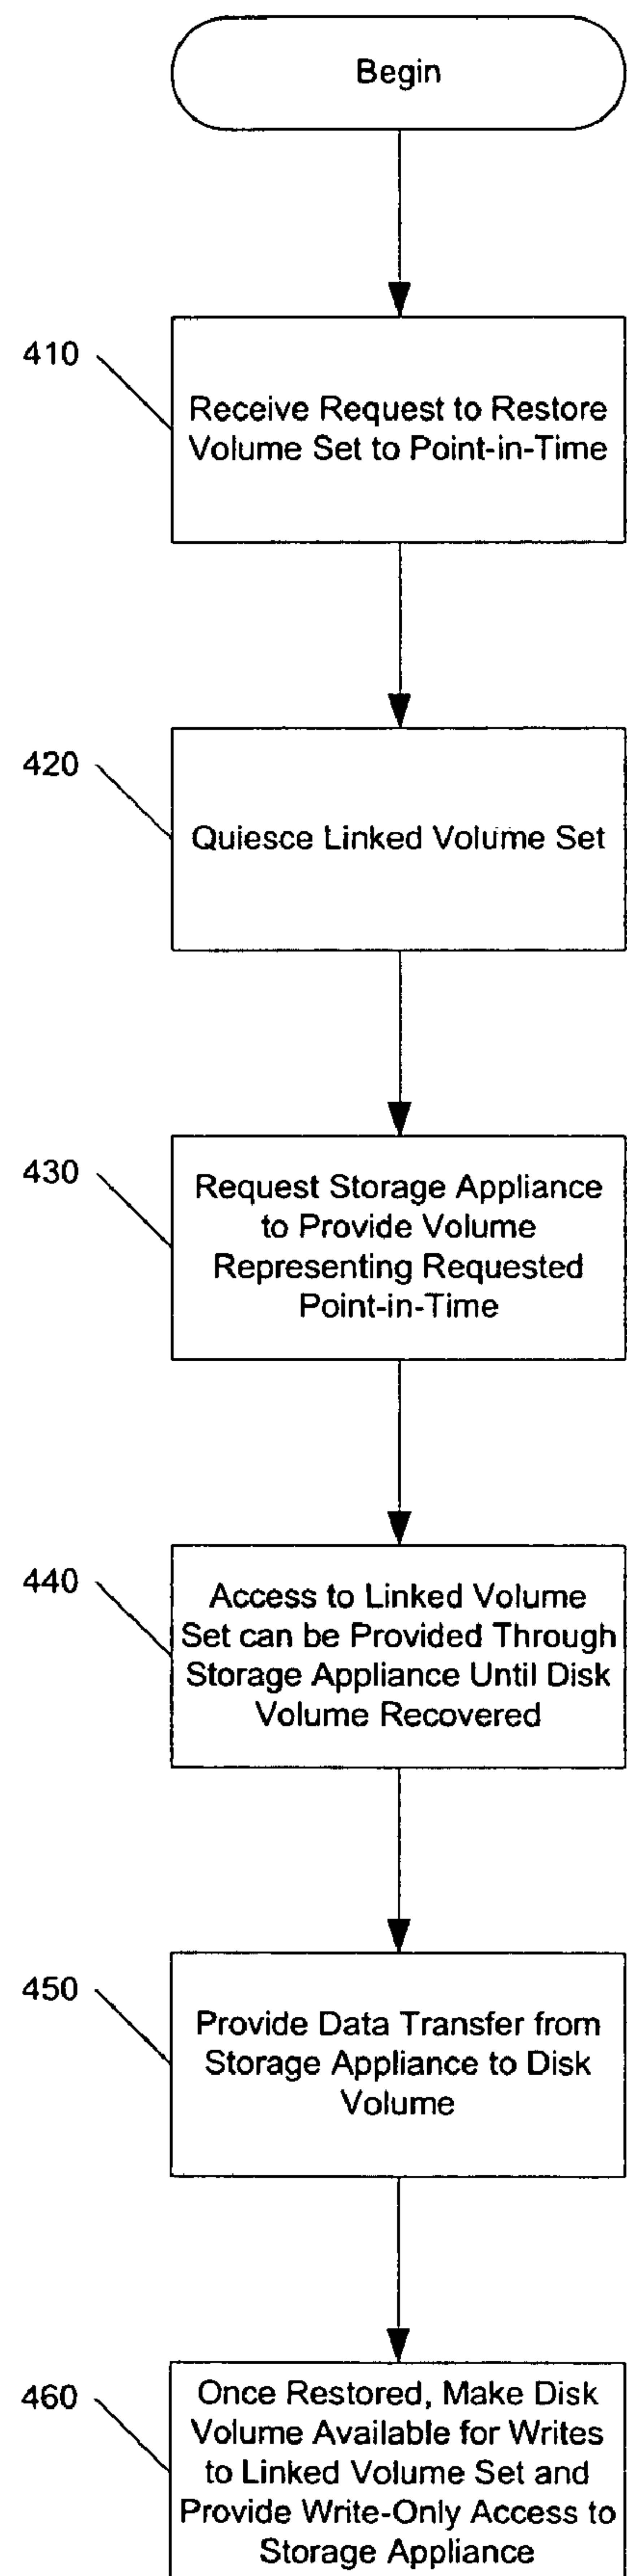 Begin
410
Receive Request to Restore
Volume Set to Point-in-Time
420
Quiesce Linked Volume Set
430
Request Storage Appliance
to Provide Volume
Representing Requested
Point-in-Time
440
Access to Linked Volume
Set can be Provided Through
Storage Appliance Until Disk
Volume Recovered
450
Provide Data Transfer from
Storage Appliance to Disk
Volume
460
Once Restored, Make Disk
Volume Available for Writes
to Linked Volume Set and
Provide Write-Only Access to
Storage Appliance